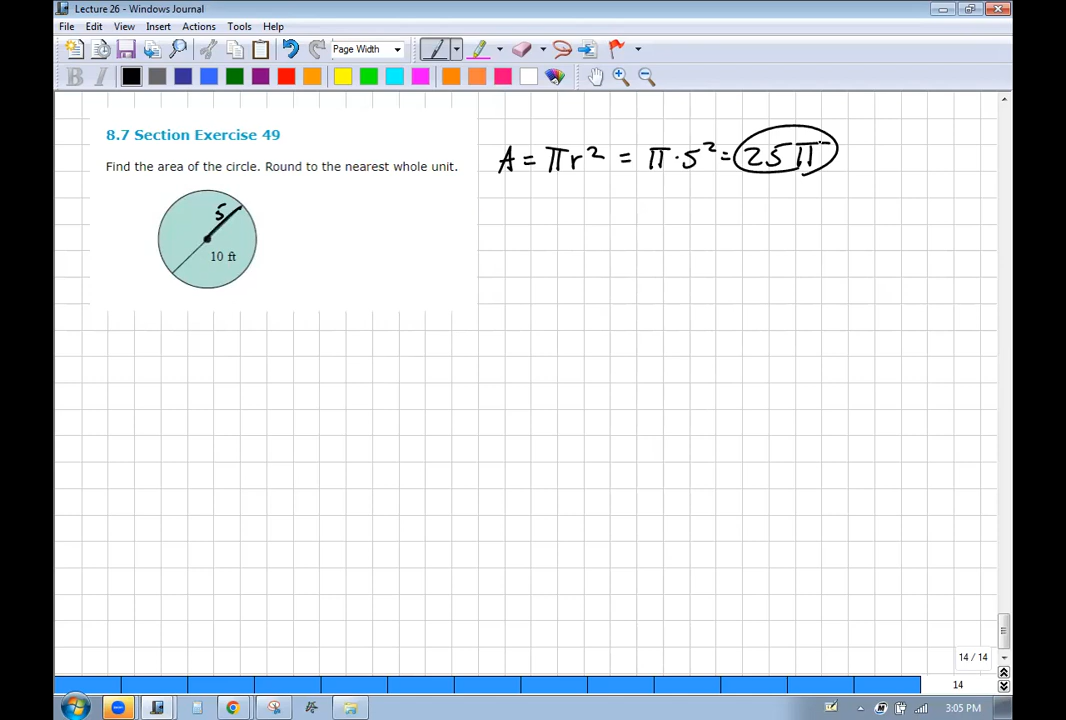 Lecture 26 - Windows Journal
File Edit View Insert Actions Tools Help
Page Width
B I
8.7 Section Exercise 49
A = πr² = π·5² = 25π
Find the area of the circle. Round to the nearest whole unit.
5
10 ft
14 / 14
14
3:05 PM